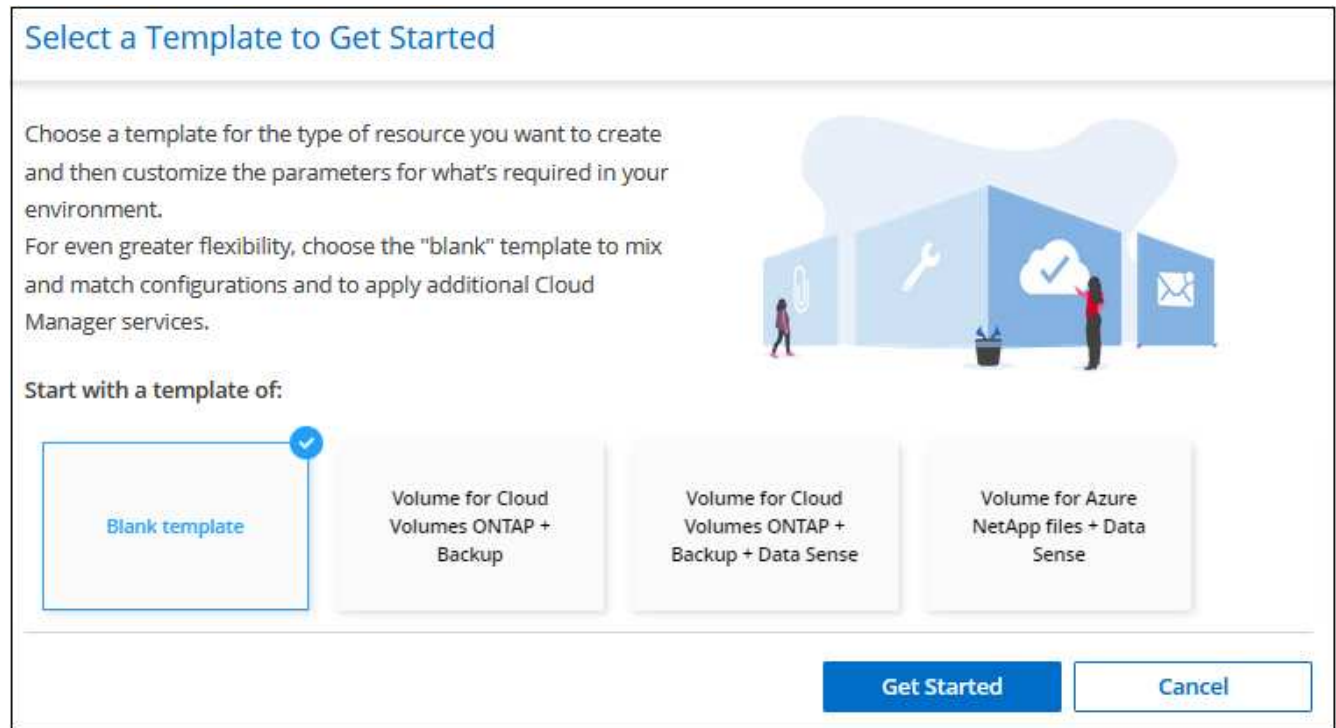 Select a Template to Get Started
Choose a template for the type of resource you want to create
and then customize the parameters for what's required in your
environment.
For even greater flexibility, choose the "blank" template to mix
and match configurations and to apply additional Cloud
Manager services.
Start with a template of:
Blank template
Volume for Cloud
Volumes ONTAP +
Backup
Volume for Cloud
Volumes ONTAP +
Backup + Data Sense
Volume for Azure
NetApp files + Data
Sense
Get Started
Cancel